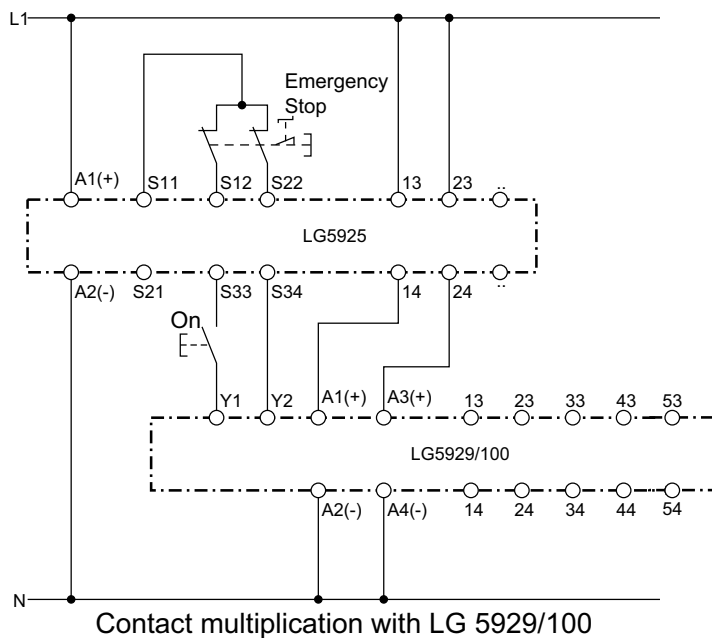 L1
Emergency
Stop
A1(+) S11 S12 S22 13 23 ..
LG5925
A2(-) S21 S33 S34 14 24 ..
On
Y1 Y2 A1(+) A3(+) 13 23 33 43 53
LG5929/100
A2(-) A4(-) 14 24 34 44 54
N
Contact multiplication with LG 5929/100